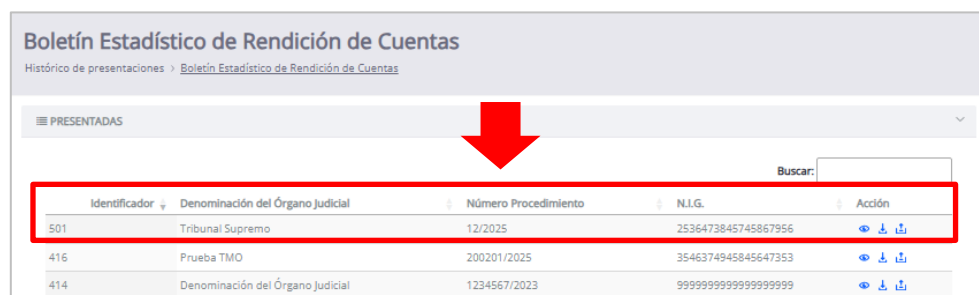 Boletín Estadístico de Rendición de Cuentas
Histórico de presentaciones > Boletín Estadístico de Rendición de Cuentas
PRESENTADAS
Buscar:
Identificador Denominación del Órgano Judicial Número Procedimiento N.I.G. Acción
501 Tribunal Supremo 12/2025 2536473845745867956
416 Prueba TMO 200201/2025 3546374945845647353
414 Denominación del Órgano Judicial 1234567/2023 9999999999999999999